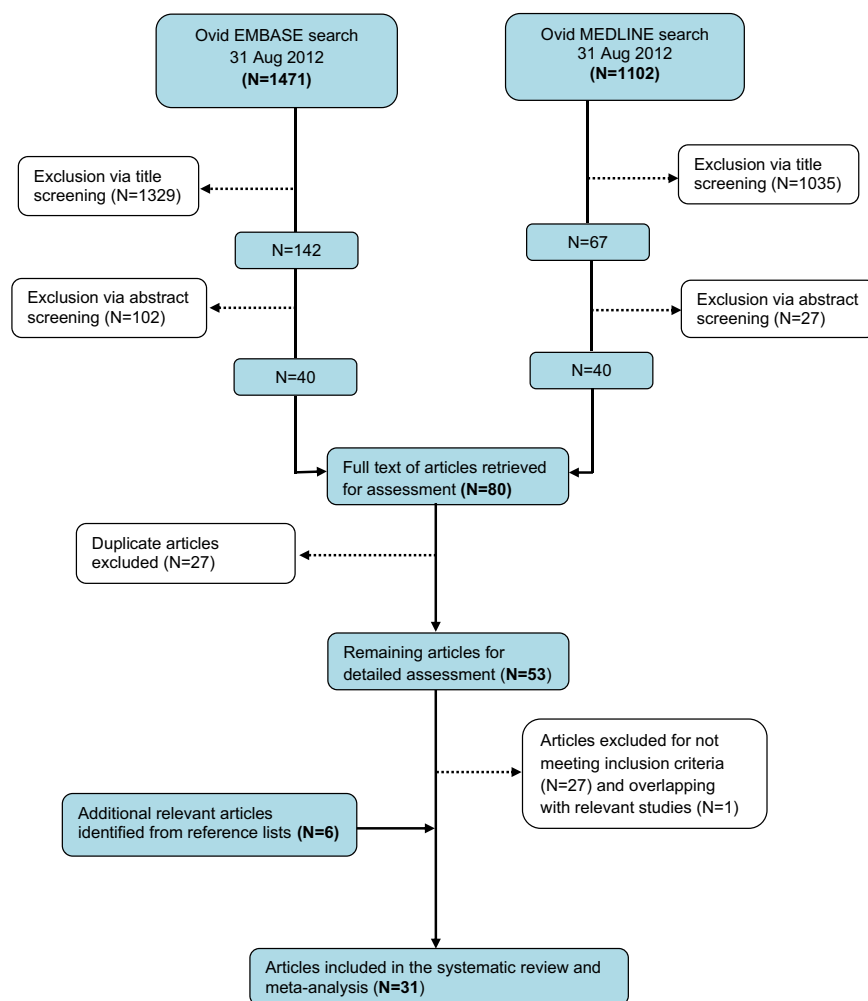 Ovid EMBASE search
31 Aug 2012
(N=1471)
Ovid MEDLINE search
31 Aug 2012
(N=1102)
Exclusion via title
screening (N=1329)
Exclusion via title
screening (N=1035)
N=142
N=67
Exclusion via abstract
screening (N=102)
Exclusion via abstract
screening (N=27)
N=40
N=40
Full text of articles retrieved
for assessment (N=80)
Duplicate articles
excluded (N=27)
Remaining articles for
detailed assessment (N=53)
Articles excluded for not
meeting inclusion criteria
(N=27) and overlapping
with relevant studies (N=1)
Additional relevant articles
identified from reference lists (N=6)
Articles included in the systematic review and
meta-analysis (N=31)